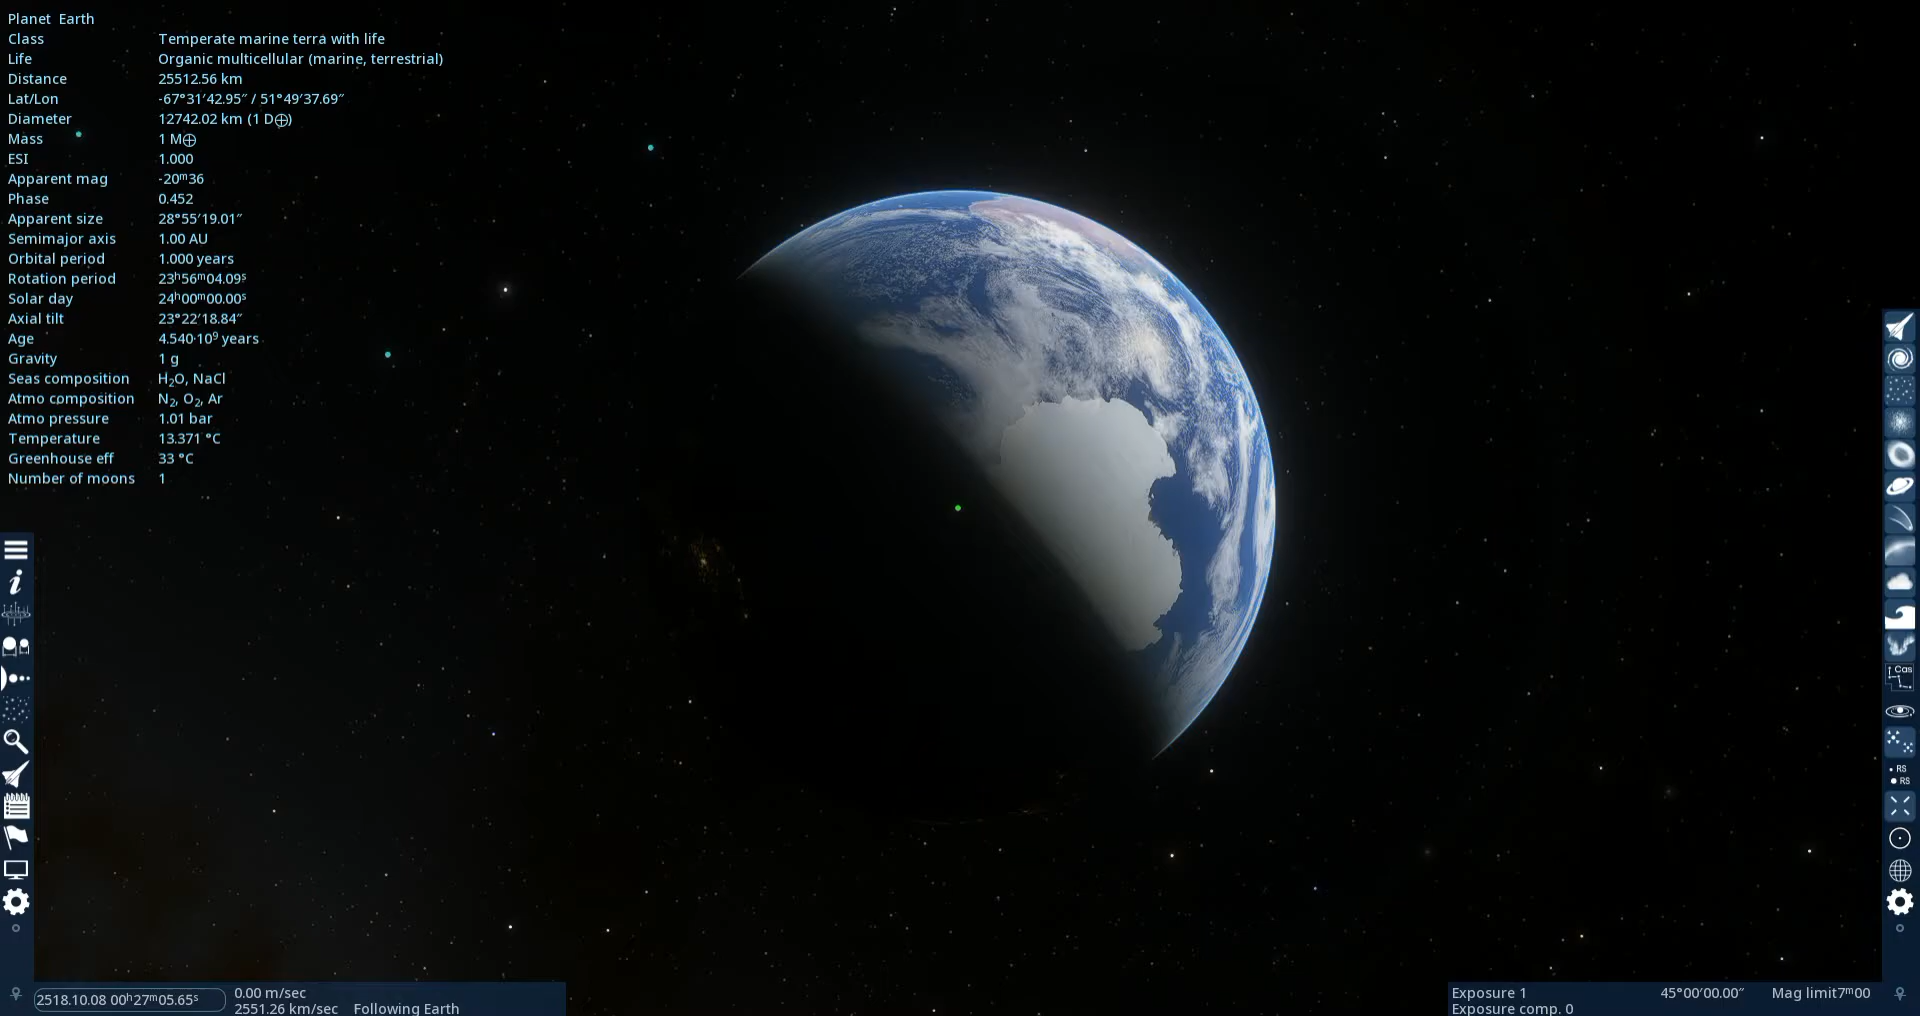 Planet Earth
Class Temperate marine terra with life
Life Organic multicellular (marine, terrestrial)
Distance 25512.56 km
Lat/Lon -67°31′42.95″ / 51°49′37.69″
Diameter 12742.02 km (1 D⊕)
Mass 1 M⊕
ESI 1.000
Apparent mag -20ᵐ36
Phase 0.452
Apparent size 28°55′19.01″
Semimajor axis 1.00 AU
Orbital period 1.000 years
Rotation period 23ʰ56ᵐ04.09ˢ
Solar day 24ʰ00ᵐ00.00ˢ
Axial tilt 23°22′18.84″
Age 4.540·10⁹ years
Gravity 1 g
Seas composition H₂O, NaCl
Atmo composition N₂, O₂, Ar
Atmo pressure 1.01 bar
Temperature 13.371 °C
Greenhouse eff 33 °C
Number of moons 1
Cas
RS
RS
2518.10.08 00ʰ27ᵐ05.65ˢ
0.00 m/sec
2551.26 km/sec Following Earth
Exposure 1 45°00′00.00″ Mag limit7ᵐ00
Exposure comp. 0